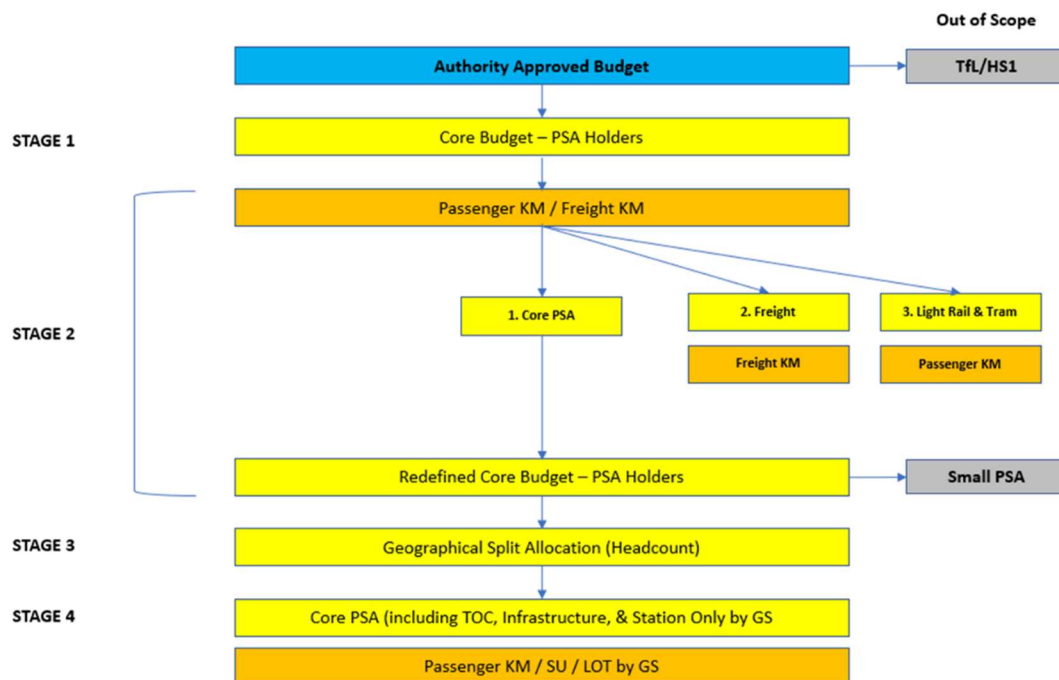 Out of Scope
Authority Approved Budget
TfL/HS1
STAGE 1
Core Budget – PSA Holders
Passenger KM / Freight KM
STAGE 2
1. Core PSA
2. Freight
3. Light Rail & Tram
Freight KM
Passenger KM
Redefined Core Budget – PSA Holders
Small PSA
STAGE 3
Geographical Split Allocation (Headcount)
STAGE 4
Core PSA (including TOC, Infrastructure, & Station Only by GS
Passenger KM / SU / LOT by GS